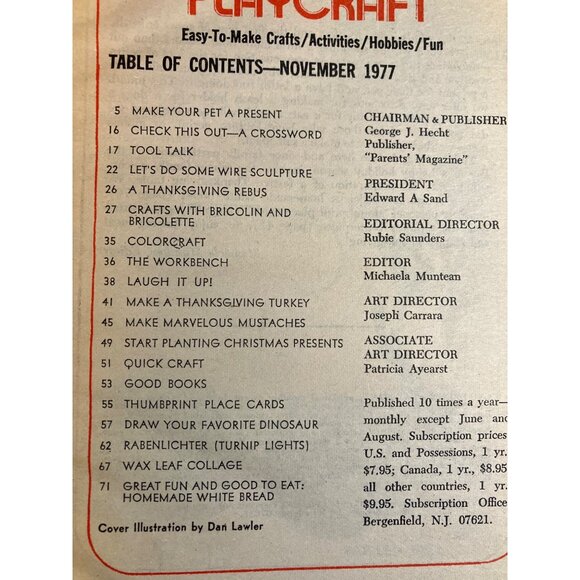 PLAYCRAFT
Easy-To-Make Crafts/Activities/Hobbies/Fun
TABLE OF CONTENTS—NOVEMBER 1977
5 MAKE YOUR PET A PRESENT
16 CHECK THIS OUT—A CROSSWORD
17 TOOL TALK
22 LET'S DO SOME WIRE SCULPTURE
26 A THANKSGIVING REBUS
27 CRAFTS WITH BRICOLIN AND
BRICOLETTE
35 COLORCRAFT
36 THE WORKBENCH
38 LAUGH IT UP!
41 MAKE A THANKSGIVING TURKEY
45 MAKE MARVELOUS MUSTACHES
49 START PLANTING CHRISTMAS PRESENTS
51 QUICK CRAFT
53 GOOD BOOKS
55 THUMBPRINT PLACE CARDS
57 DRAW YOUR FAVORITE DINOSAUR
62 RABENLICHTER (TURNIP LIGHTS)
67 WAX LEAF COLLAGE
71 GREAT FUN AND GOOD TO EAT:
HOMEMADE WHITE BREAD
Cover Illustration by Dan Lawler
CHAIRMAN & PUBLISHER
George J. Hecht
Publisher,
"Parents' Magazine"
PRESIDENT
Edward A Sand
EDITORIAL DIRECTOR
Rubie Saunders
EDITOR
Michaela Muntean
ART DIRECTOR
Joseph Carrara
ASSOCIATE
ART DIRECTOR
Patricia Ayearst
Published 10 times a year—
monthly except June and
August. Subscription prices
U.S. and Possessions, 1 yr.
$7.95; Canada, 1 yr., $8.95
all other countries, 1 yr.
$9.95. Subscription Office
Bergenfield, N.J. 07621.